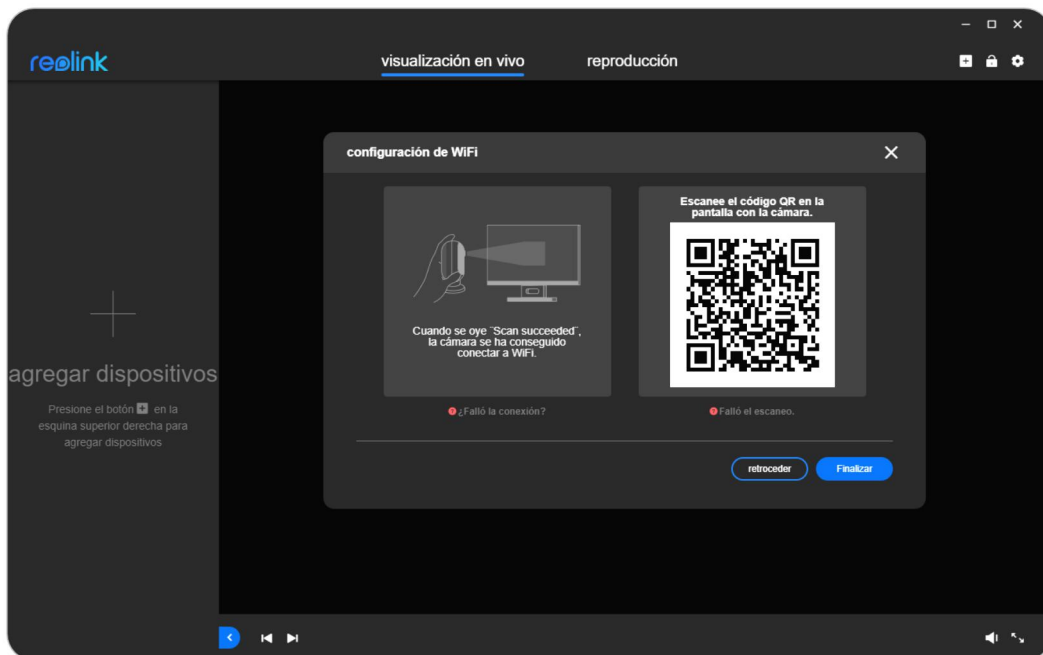 reolink
visualización en vivo
reproducción
configuración de WiFi
Cuando se oye ¨Scan succeeded¨,
la cámara se ha conseguido
conectar a WiFi.
¿Falló la conexión?
Escanee el código QR en la
pantalla con la cámara.
Falló el escaneo.
retroceder
Finalizar
agregar dispositivos
Presione el botón + en la
esquina superior derecha para
agregar dispositivos